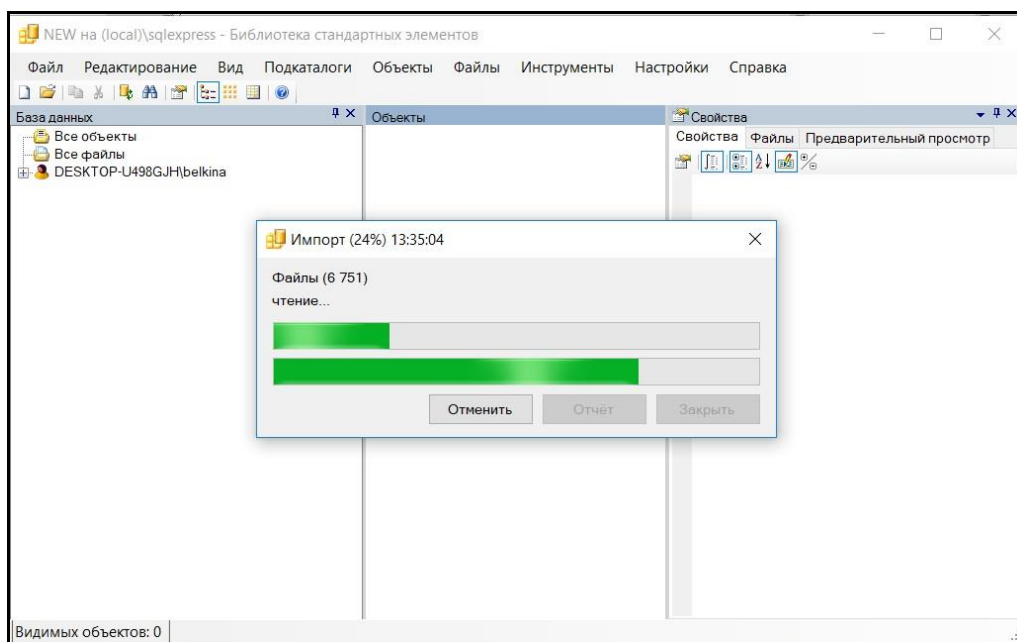 NEW на (local)\sqlexpress - Библиотека стандартных элементов
Файл Редактирование Вид Подкаталоги Объекты Файлы Инструменты Настройки Справка
База данных
Все объекты
Все файлы
DESKTOP-U498GJH\belkina
Объекты
Свойства
Свойства Файлы Предварительный просмотр
Импорт (24%) 13:35:04
Файлы (6 751)
чтение...
Отменить Отчёт Закрыть
Видимых объектов: 0